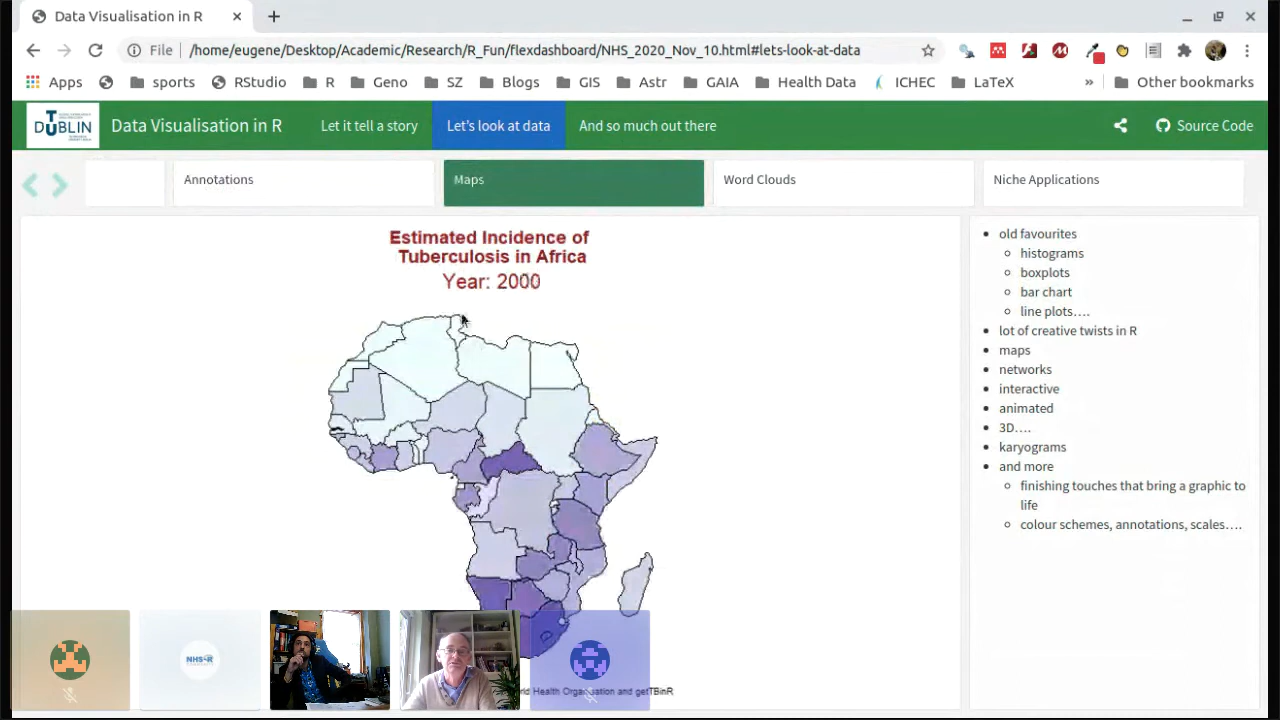 Data Visualisation in R
File
/home/eugene/Desktop/Academic/Research/R_Fun/flexdashboard/NHS_2020_Nov_10.html#lets-look-at-data
Apps
sports
RStudio
R
Geno
SZ
Blogs
GIS
Astr
GAIA
Health Data
ICHEC
LaTeX
»
Other bookmarks
DUBLIN
Data Visualisation in R
Let it tell a story
Let's look at data
And so much out there
Source Code
Annotations
Maps
Word Clouds
Niche Applications
Estimated Incidence of
Tuberculosis in Africa
Year: 2000
old favourites
histograms
boxplots
bar chart
line plots….
lot of creative twists in R
maps
networks
interactive
animated
3D….
karyograms
and more
finishing touches that bring a graphic to
life
colour schemes, annotations, scales….
NHS-R
Health Organisation and getTBinR